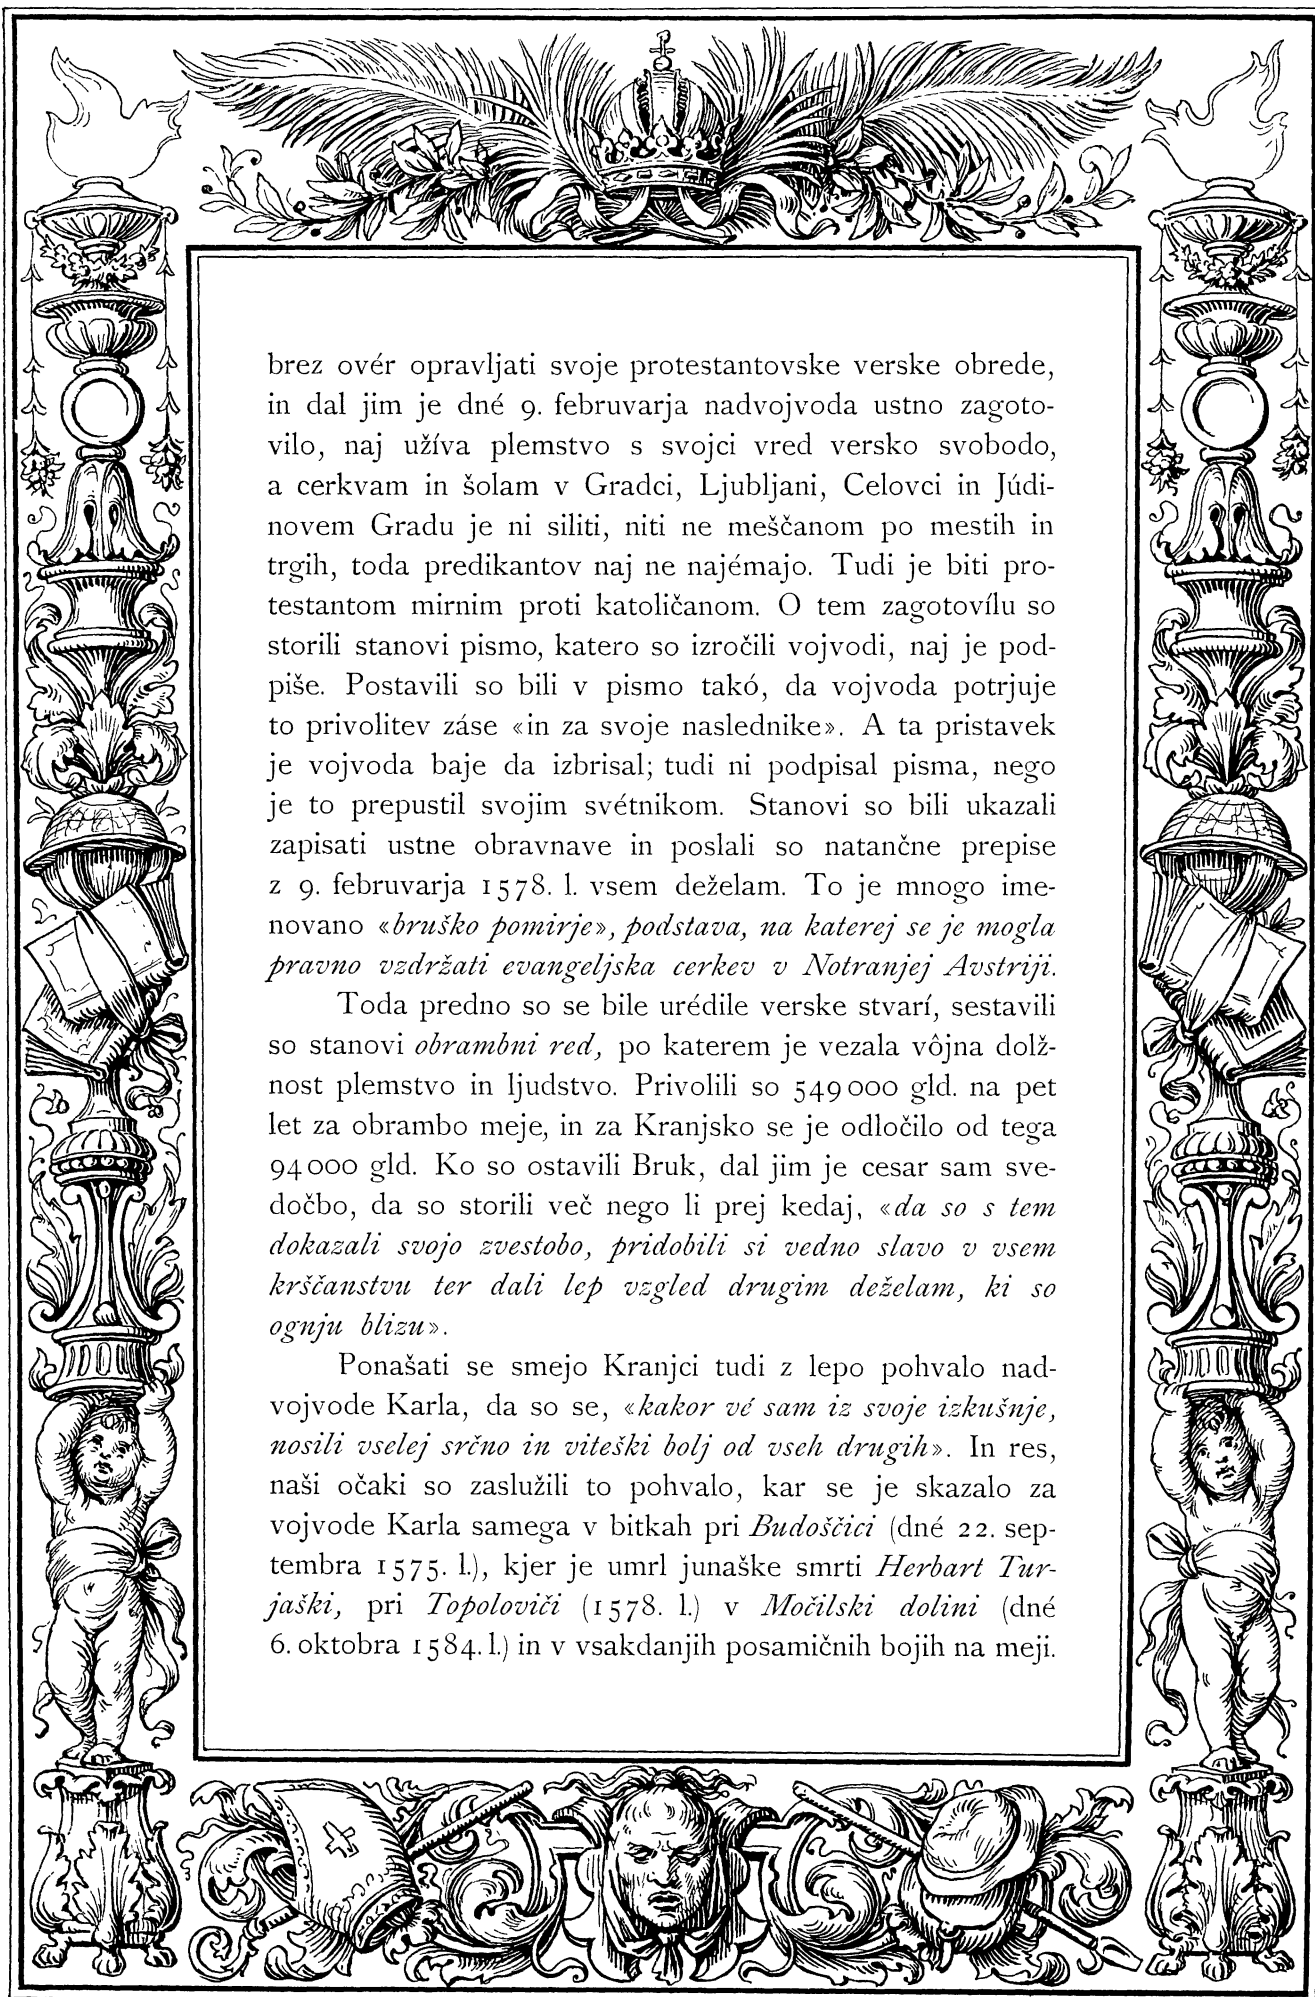 brez ovér opravljati svoje protestantovske verske obrede,
in dal jim je dné 9. februvarja nadvojvoda ustno zagoto-
vilo, naj užíva plemstvo s svojci vred versko svobodo,
a cerkvam in šolam v Gradci, Ljubljani, Celovci in Júdi-
novem Gradu je ni siliti, niti ne meščanom po mestih in
trgih, toda predikantov naj ne najémajo. Tudi je biti pro-
testantom mirnim proti katoličanom. O tem zagotovílu so
storili stanovi pismo, katero so izročili vojvodi, naj je pod-
piše. Postavili so bili v pismo takó, da vojvoda potrjuje
to privolitev záse «in za svoje naslednike». A ta pristavek
je vojvoda baje da izbrisal; tudi ni podpisal pisma, nego
je to prepustil svojim svétnikom. Stanovi so bili ukazali
zapisati ustne obravnave in poslali so natančne prepise
z 9. februvarja 1578. l. vsem deželam. To je mnogo ime-
novano «bruško pomirje», podstava, na katerej se je mogla
pravno vzdržati evangeljska cerkev v Notranjej Avstriji.
Toda predno so se bile urédile verske stvarí, sestavili
so stanovi obrambni red, po katerem je vezala vôjna dolž-
nost plemstvo in ljudstvo. Privolili so 549000 gld. na pet
let za obrambo meje, in za Kranjsko se je odločilo od tega
94000 gld. Ko so ostavili Bruk, dal jim je cesar sam sve-
dočbo, da so storili več nego li prej kedaj, «da so s tem
dokazali svojo zvestobo, pridobili si vedno slavo v vsem
krščanstvu ter dali lep vzgled drugim deželam, ki so
ognju blizu».
Ponašati se smejo Kranjci tudi z lepo pohvalo nad-
vojvode Karla, da so se, «kakor vé sam iz svoje izkušnje,
nosili vselej srčno in viteški bolj od vseh drugih». In res,
naši očaki so zaslužili to pohvalo, kar se je skazalo za
vojvode Karla samega v bitkah pri Budoščici (dné 22. sep-
tembra 1575. l.), kjer je umrl junaške smrti Herbart Tur-
jaški, pri Topoloviči (1578. l.) v Močilski dolini (dné
6. oktobra 1584. l.) in v vsakdanjih posamičnih bojih na meji.